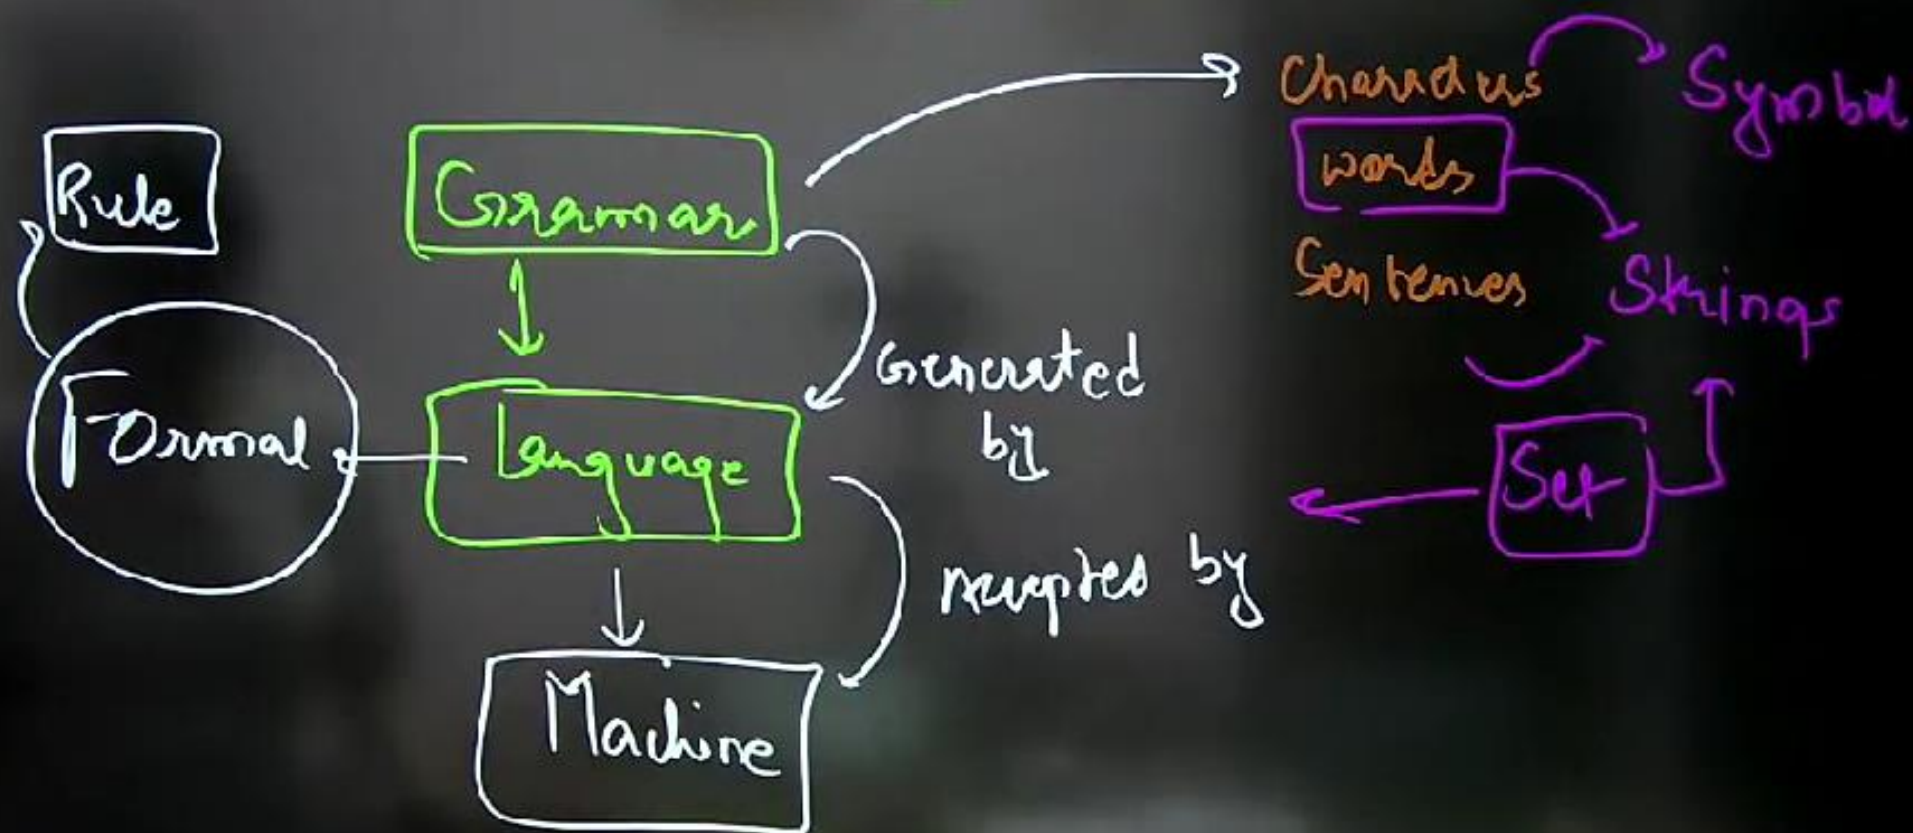 Rule
Grammar
Characters
Symbol
words
Sentences
Strings
Generated
by
Formal
Language
Set
Accepted by
Machine